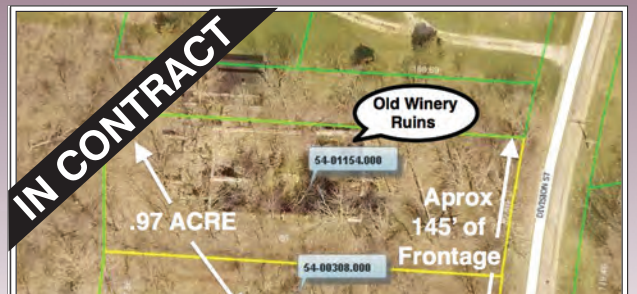 IN CONTRACT
Old Winery
Ruins
54-01154.000
.97 ACRE
Aprox
145' of
Frontage
DIVISION ST
54-00308.000